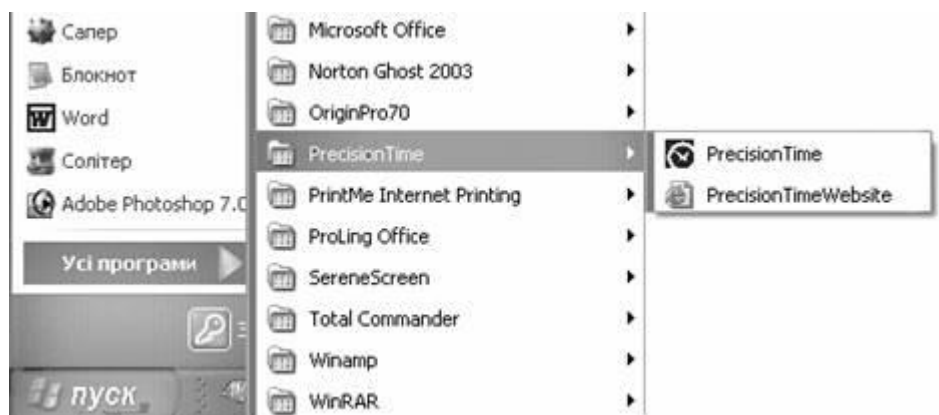 Сапер
Блокнот
Word
Солітер
Adobe Photoshop 7.0
Усі програми
пуск
Microsoft Office
Norton Ghost 2003
OriginPro70
PrecisionTime
PrintMe Internet Printing
ProLing Office
SereneScreen
Total Commander
Winamp
WinRAR
PrecisionTime
PrecisionTimeWebsite